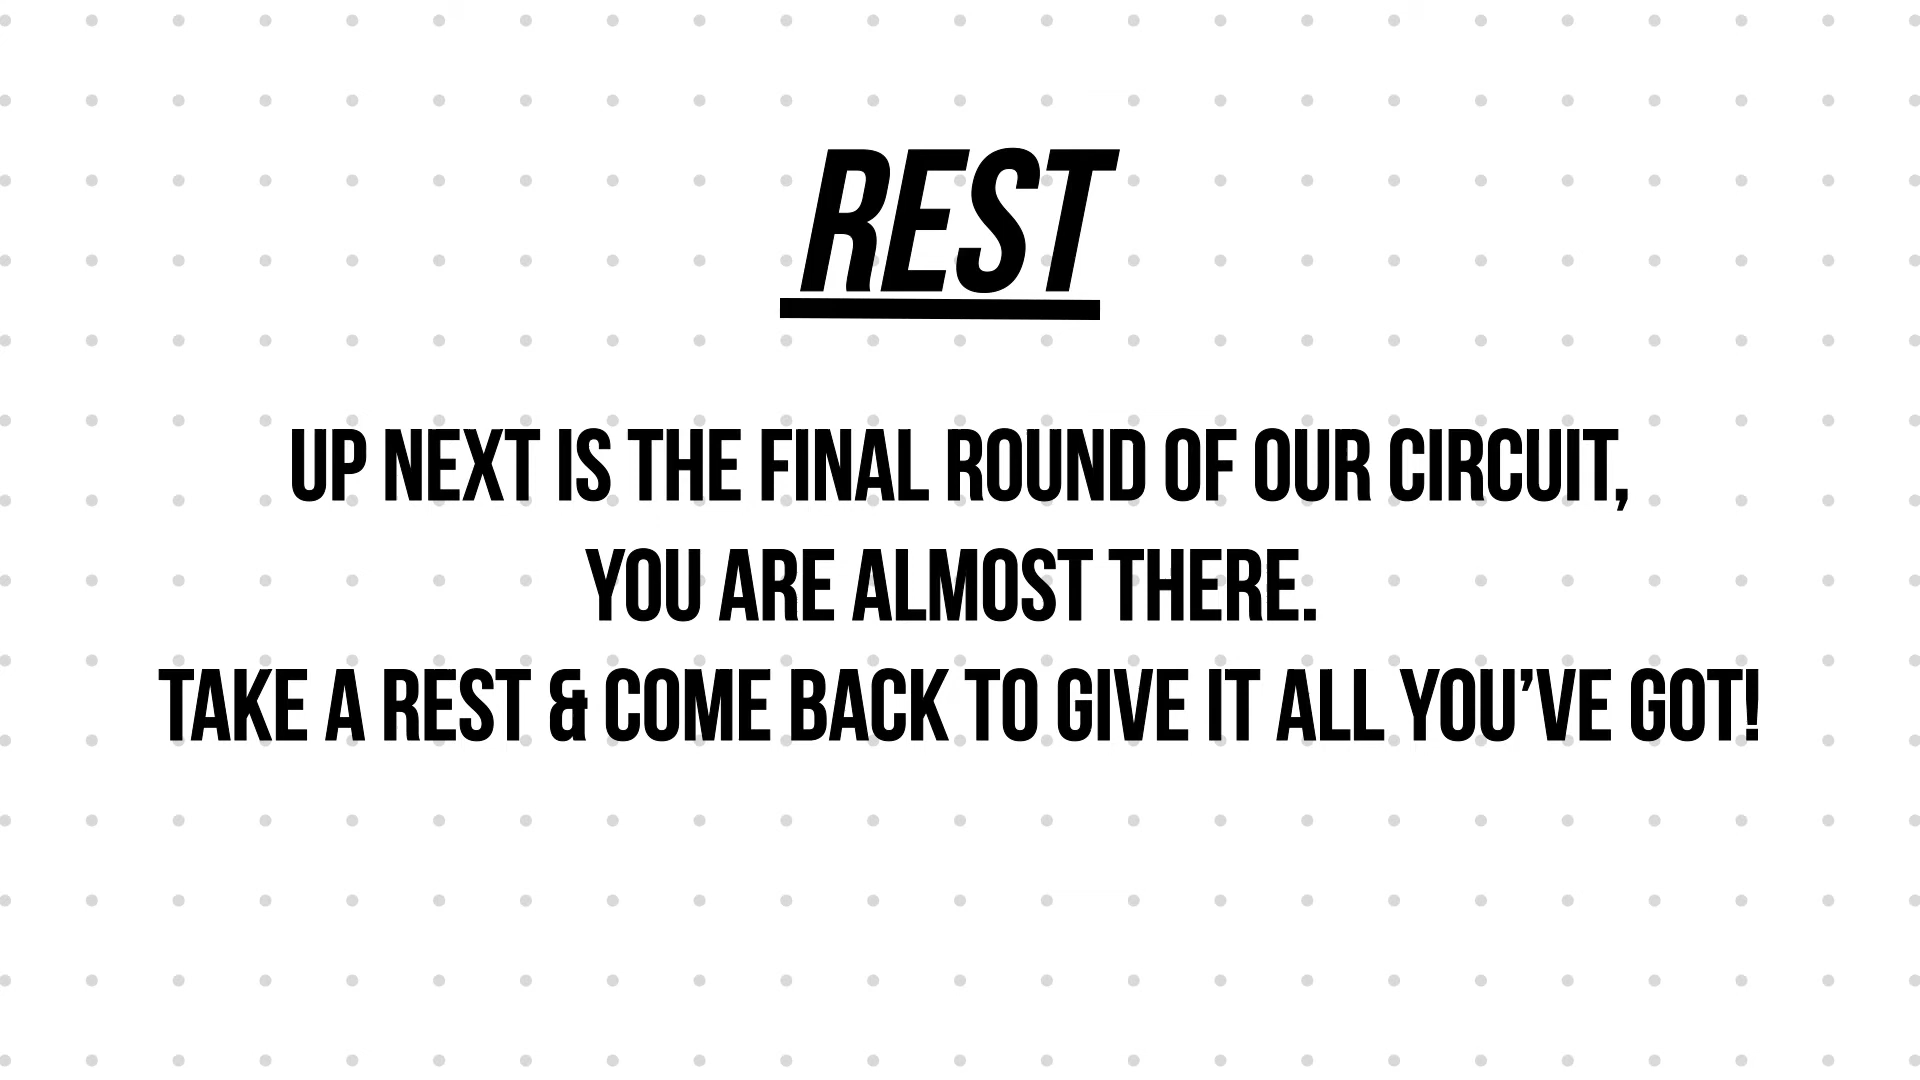 REST
UP NEXT IS THE FINAL ROUND OF OUR CIRCUIT,
YOU ARE ALMOST THERE.
TAKE A REST & COME BACK TO GIVE IT ALL YOU’VE GOT!